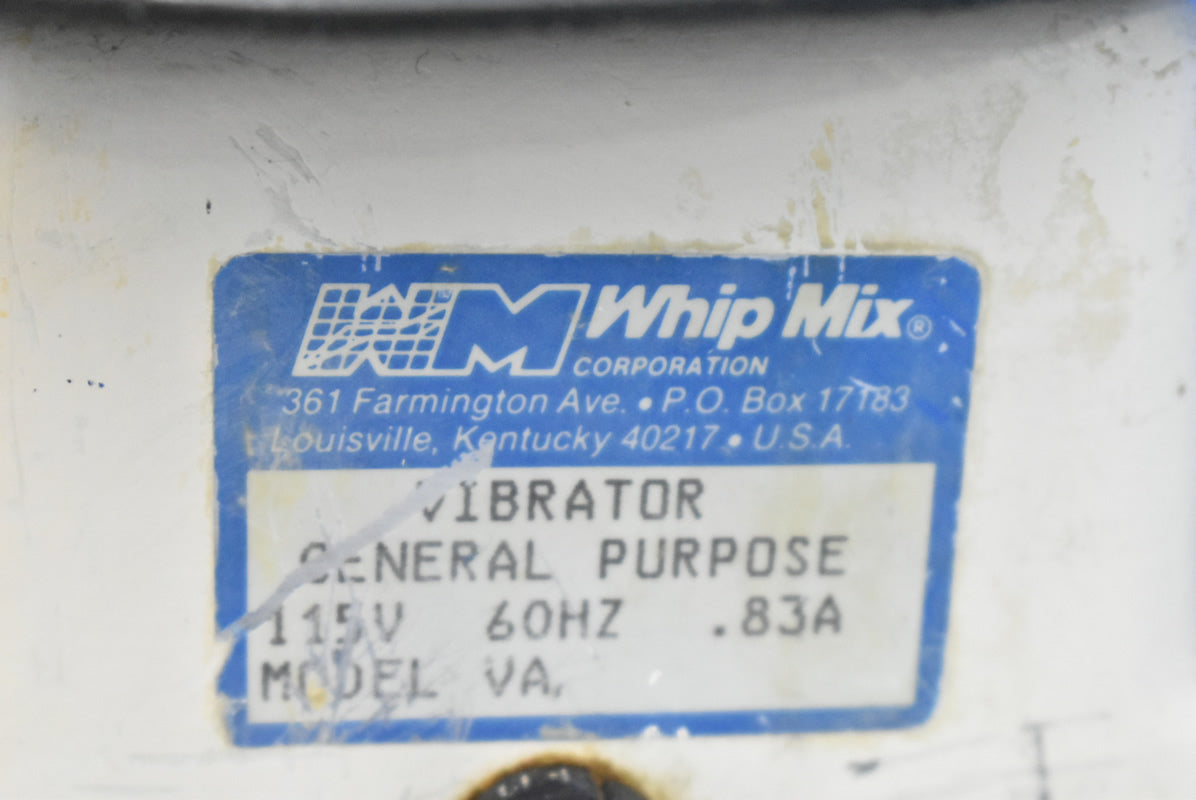 WM Whip Mix®
CORPORATION
361 Farmington Ave. • P.O. Box 17183
Louisville, Kentucky 40217 • U.S.A.
VIBRATOR
GENERAL PURPOSE
115V 60HZ .83A
MODEL VA,